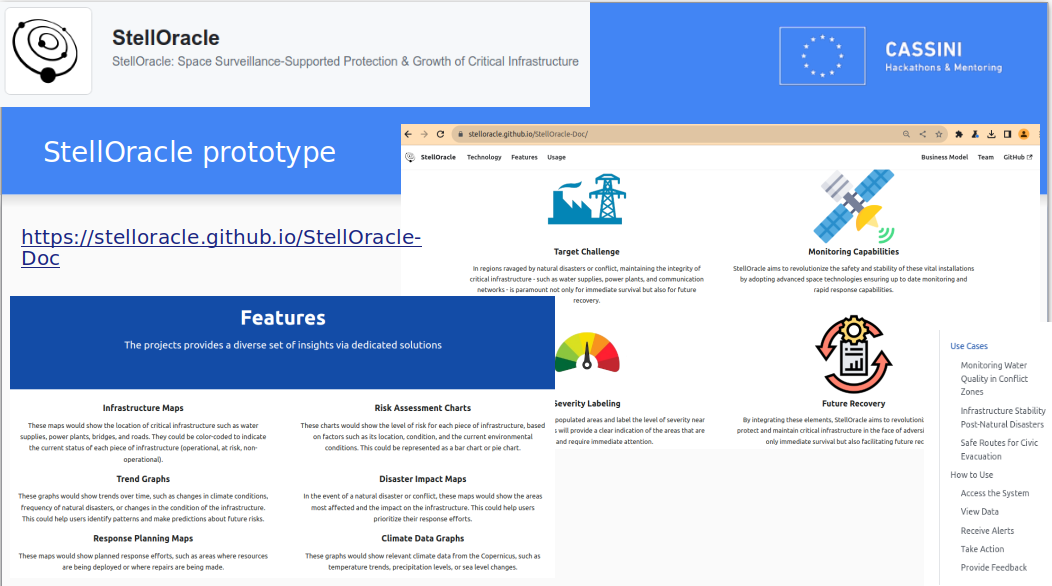 StellOracle
StellOracle: Space Surveillance-Supported Protection & Growth of Critical Infrastructure
CASSINI
Hackathons & Mentoring
StellOracle prototype
https://stelloracle.github.io/StellOracle-
Doc
stelloracle.github.io/StellOracle-Doc/
StellOracle Technology Features Usage Business Model Team GitHub
Target Challenge
In regions ravaged by natural disasters or conflict, maintaining the integrity of
critical infrastructure - such as water supplies, power plants, and communication
networks - is paramount not only for immediate survival but also for future
recovery.
Monitoring Capabilities
StellOracle aims to revolutionize the safety and stability of these vital installations
by adopting advanced space technologies ensuring up to date monitoring and
rapid response capabilities.
Severity Labeling
populated areas and label the level of severity near
s will provide a clear indication of the areas that are
and require immediate attention.
Future Recovery
By integrating these elements, StellOracle aims to revolutioni
protect and maintain critical infrastructure in the face of adversi
only immediate survival but also facilitating future rec
Features
The projects provides a diverse set of insights via dedicated solutions
Infrastructure Maps
These maps would show the location of critical infrastructure such as water
supplies, power plants, bridges, and roads. They could be color-coded to indicate
the current status of each piece of infrastructure (operational, at risk, non-
operational).
Risk Assessment Charts
These charts would show the level of risk for each piece of infrastructure, based
on factors such as its location, condition, and the current environmental
conditions. This could be represented as a bar chart or pie chart.
Trend Graphs
These graphs would show trends over time, such as changes in climate conditions,
frequency of natural disasters, or changes in the condition of the infrastructure.
This could help users identify patterns and make predictions about future risks.
Disaster Impact Maps
In the event of a natural disaster or conflict, these maps would show the areas
most affected and the impact on the infrastructure. This could help users
prioritize their response efforts.
Response Planning Maps
These maps would show planned response efforts, such as areas where resources
are being deployed or where repairs are being made.
Climate Data Graphs
These graphs would show relevant climate data from the Copernicus, such as
temperature trends, precipitation levels, or sea level changes.
Use Cases
Monitoring Water
Quality in Conflict
Zones
Infrastructure Stability
Post-Natural Disasters
Safe Routes for Civic
Evacuation
How to Use
Access the System
View Data
Receive Alerts
Take Action
Provide Feedback